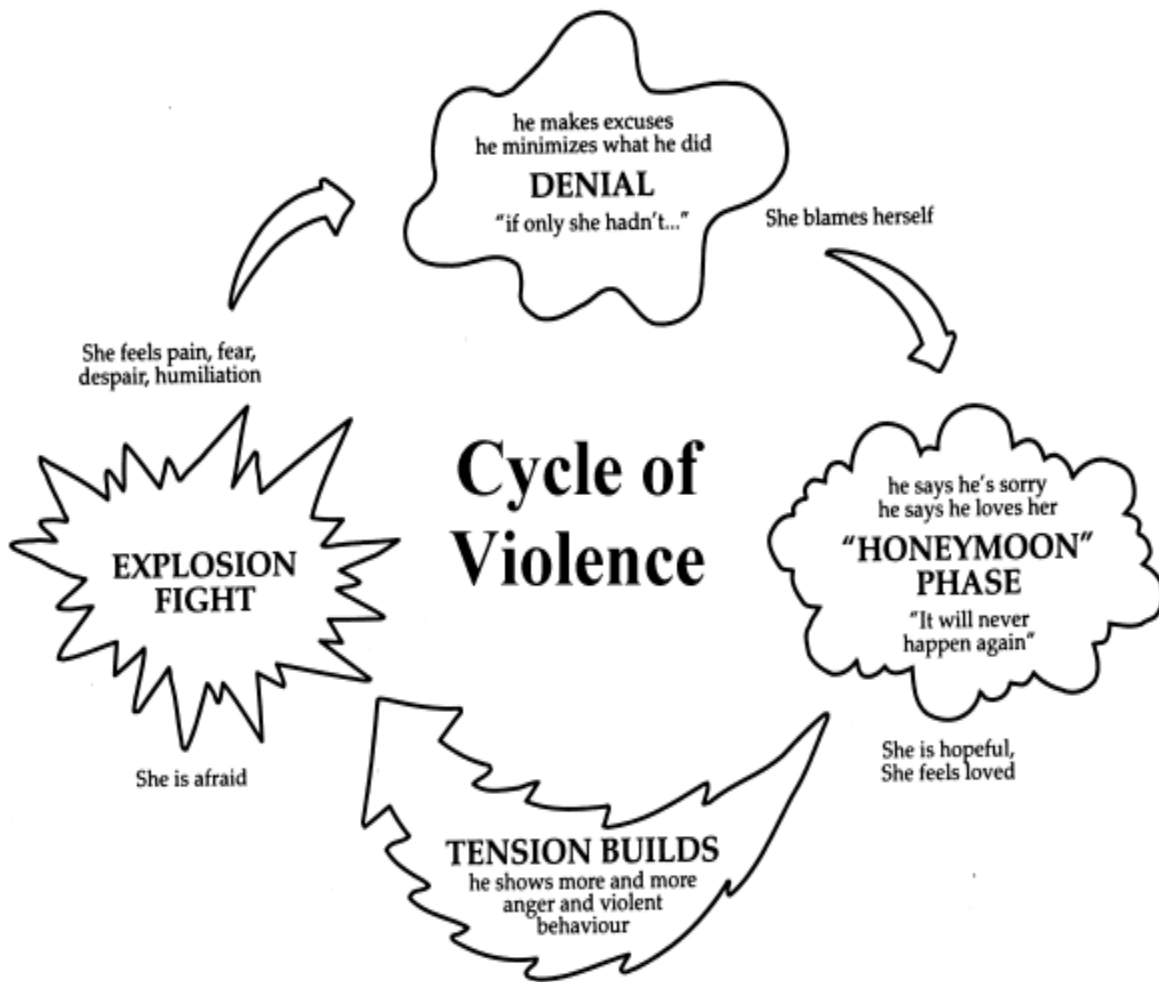 he makes excuses
he minimizes what he did
DENIAL
"if only she hadn't..."
She blames herself
She feels pain, fear,
despair, humiliation
Cycle of
Violence
he says he's sorry
he says he loves her
"HONEYMOON"
PHASE
"It will never
happen again"
EXPLOSION
FIGHT
She is afraid
She is hopeful,
She feels loved
TENSION BUILDS
he shows more and more
anger and violent
behaviour